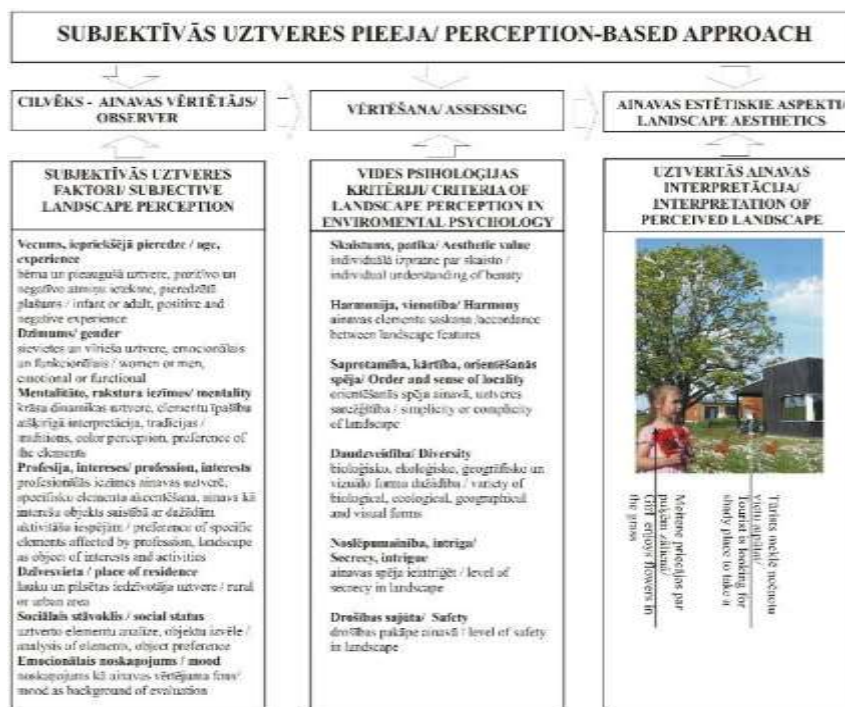 SUBJEKTĪVĀS UZTVERES PIEEJA/ PERCEPTION-BASED APPROACH
CILVĒKS - AINAVAS VĒRTĒTĀJS/
OBSERVER
SUBJEKTĪVĀS UZTVERES
FAKTORI/ SUBJECTIVE
LANDSCAPE PERCEPTION
Vecums, iepriekšējā pieredze / age,
experience
bērna un pieaugušā uztvere, pozitīvo un
negatīvo atmiņu ietekme, pieredzētā
plašums / infant or adult, positive and
negative experience
Dzimums/ gender
sievietes un vīrieša uztvere, emocionālais
un funkcionālais / women or men,
emotional or functional
Mentalitāte, rakstura iezīmes/ mentality
krāsu dinamikas uztvere, elementu īpašību
atšķirīgā interpretācija, tradīcijas /
traditions, color perception, preference of
the elements
Profesija, intereses/ profession, interests
profesionālās iezīmes ainavas uztverē,
specifisku elementu akcentēšana, ainava kā
interešu objekts saistībā ar dažādām
aktivitāšu iespējām / preference of specific
elements affected by profession, landscape
as object of interests and activities
Dzīvesvieta / place of residence
lauku un pilsētas iedzīvotāja uztvere / rural
or urban area
Sociālais stāvoklis / social status
uztverto elementu analīze, objektu izvēle /
analysis of elements, object preference
Emocionālais noskaņojums / mood
noskaņojums kā ainavas vērtējuma fons/
mood as background of evaluation
VĒRTĒŠANA/ ASSESSING
VIDES PSIHOLOĢIJAS
KRITĒRIJI/ CRITERIA OF
LANDSCAPE PERCEPTION IN
ENVIROMENTAL PSYCHOLOGY
Skaistums, patika/ Aesthetic value
individuālā izpratne par skaisto /
individual understanding of beauty
Harmonija, vienotība/ Harmony
ainavas elementu saskaņa /accordance
between landscape features
Saprotamība, kārtība, orientēšanās
spēja/ Order and sense of locality
orientēšanās spēja ainavā, uztveres
sarežģītība / simplicity or complicity
of landscape
Daudzveidība/ Diversity
bioloģisko, ekoloģisko, ģeogrāfisko un
vizuālo formu dažādība / variety of
biological, ecological, geographical
and visual forms
Noslēpumainība, intriga/
Secrecy, intrigue
ainavas spēja ieintriģēt / level of
secrecy in landscape
Drošības sajūta/ Safety
drošības pakāpe ainavā / level of safety
in landscape
AINAVAS ESTĒTISKIE ASPEKTI/
LANDSCAPE AESTHETICS
UZTVERTĀS AINAVAS
INTERPRETĀCIJA/
INTERPRETATION OF
PERCEIVED LANDSCAPE
Meitene priecājas par
puķēm zālienā/
Girl enjoys flowers in
the grass
Tūrists meklē noēnotu
vietu atpūtai/
Tourist is looking for
shady place to take a